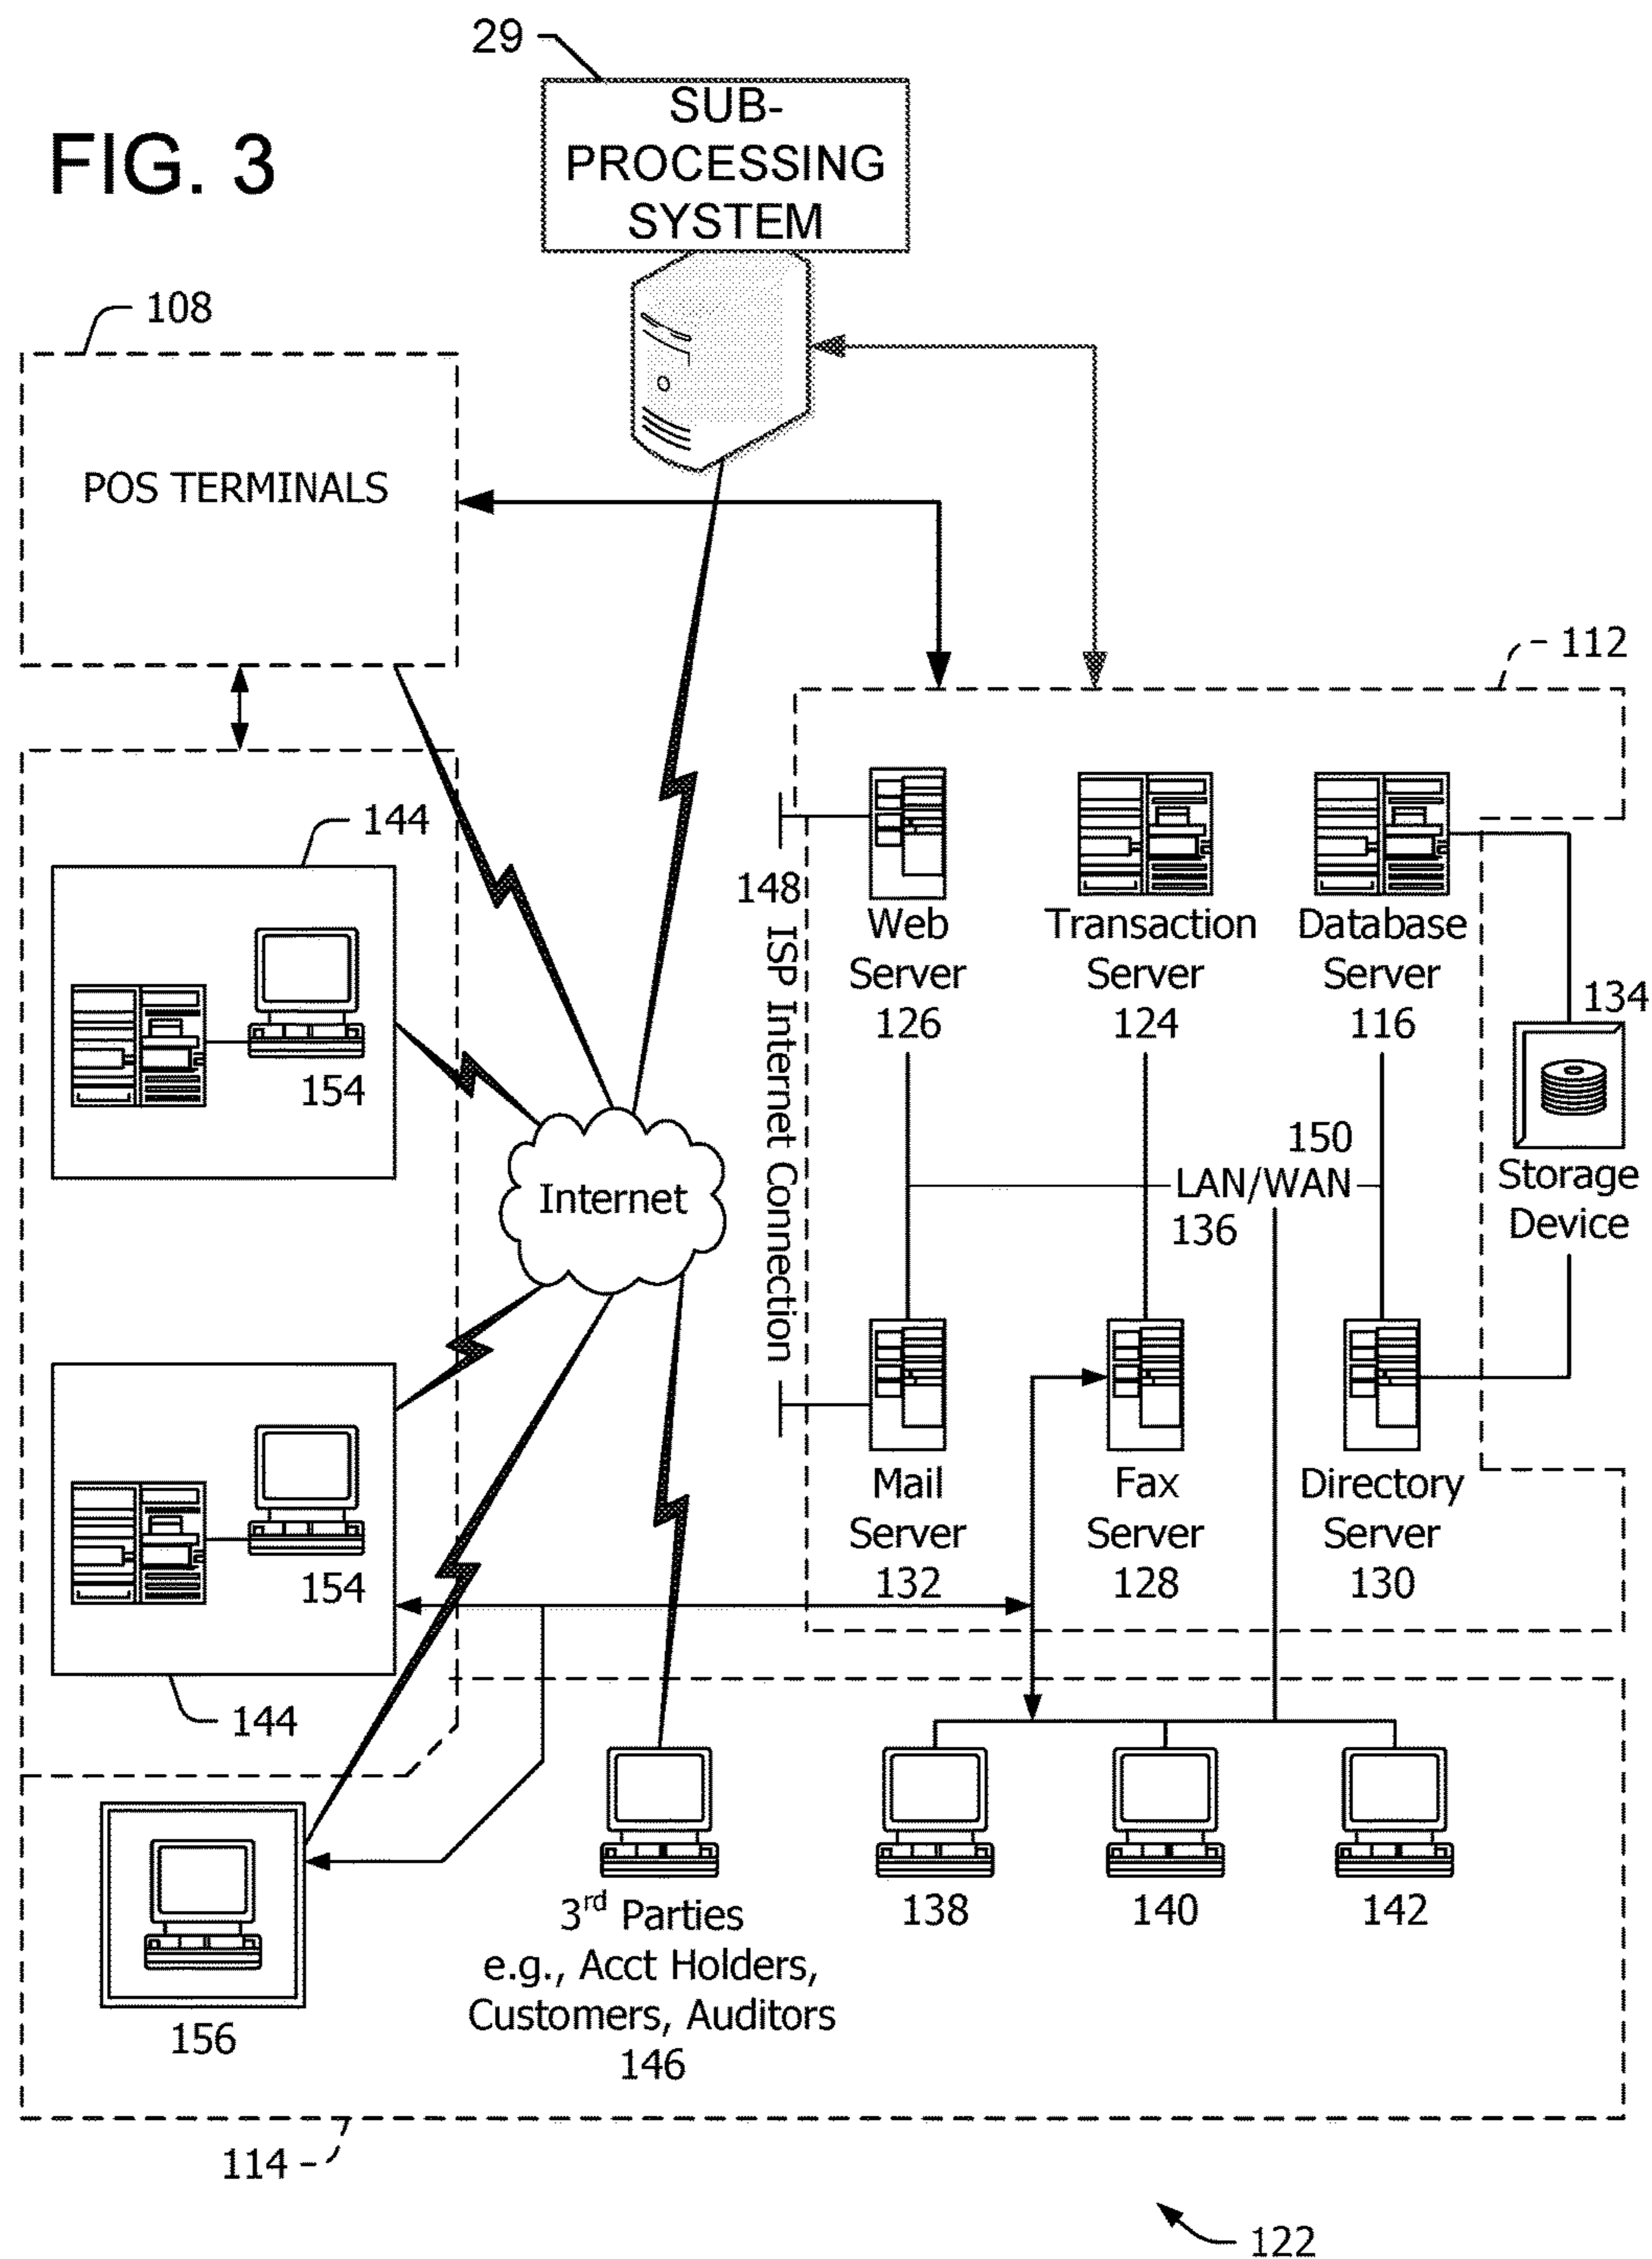 FIG. 3
29
SUB-
PROCESSING
SYSTEM
108
POS TERMINALS
112
144
154
148
ISP Internet Connection
Web
Server
126
Transaction
Server
124
Database
Server
116
134
Storage
Device
Internet
150
LAN/WAN
136
154
144
Mail
Server
132
Fax
Server
128
Directory
Server
130
156
3rd Parties
e.g., Acct Holders,
Customers, Auditors
146
138
140
142
114
122